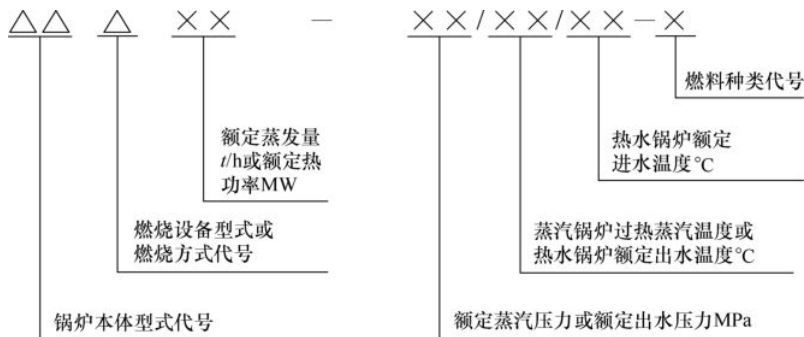 △△ △ ×× — ××/××/××—×
燃料种类代号
额定蒸发量
t/h或额定热
功率MW
热水锅炉额定
进水温度℃
燃烧设备型式或
燃烧方式代号
蒸汽锅炉过热蒸汽温度或
热水锅炉额定出水温度℃
锅炉本体型式代号
额定蒸汽压力或额定出水压力MPa